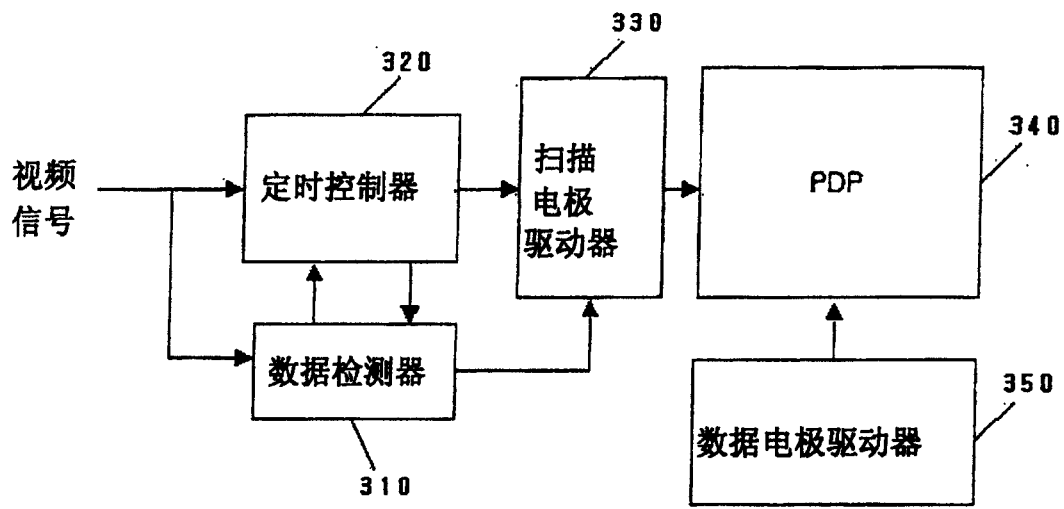 330
320
340
视频
信号
定时控制器
扫描
电极
驱动器
PDP
数据检测器
350
数据电极驱动器
310